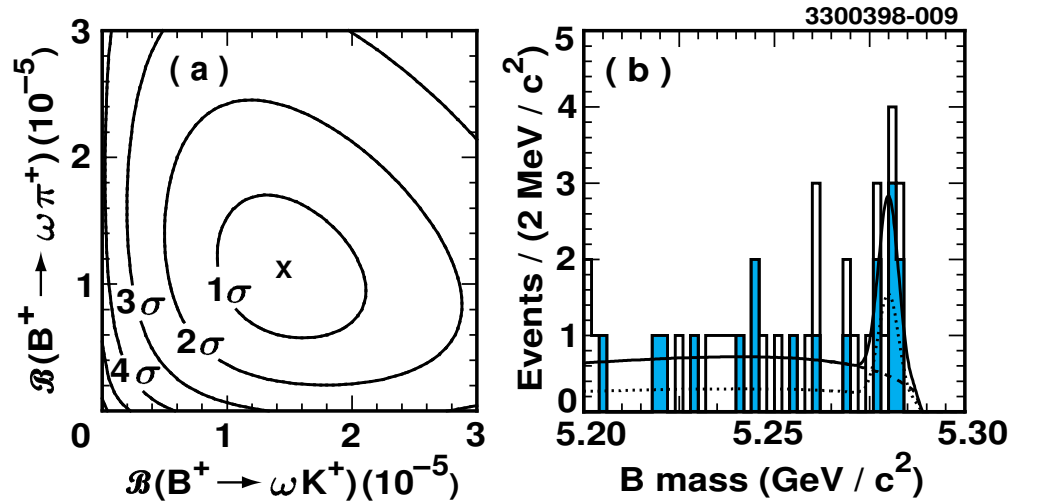 3300398-009
( a )
( b )
𝓑(B⁺ → ωπ⁺)(10⁻⁵)
3
2
1
0
1 2 3
𝓑(B⁺ → ωK⁺)(10⁻⁵)
x
1σ
2σ
3σ
4σ
Events / (2 MeV / c²)
5
4
3
2
1
0
5.20 5.25 5.30
B mass (GeV / c²)